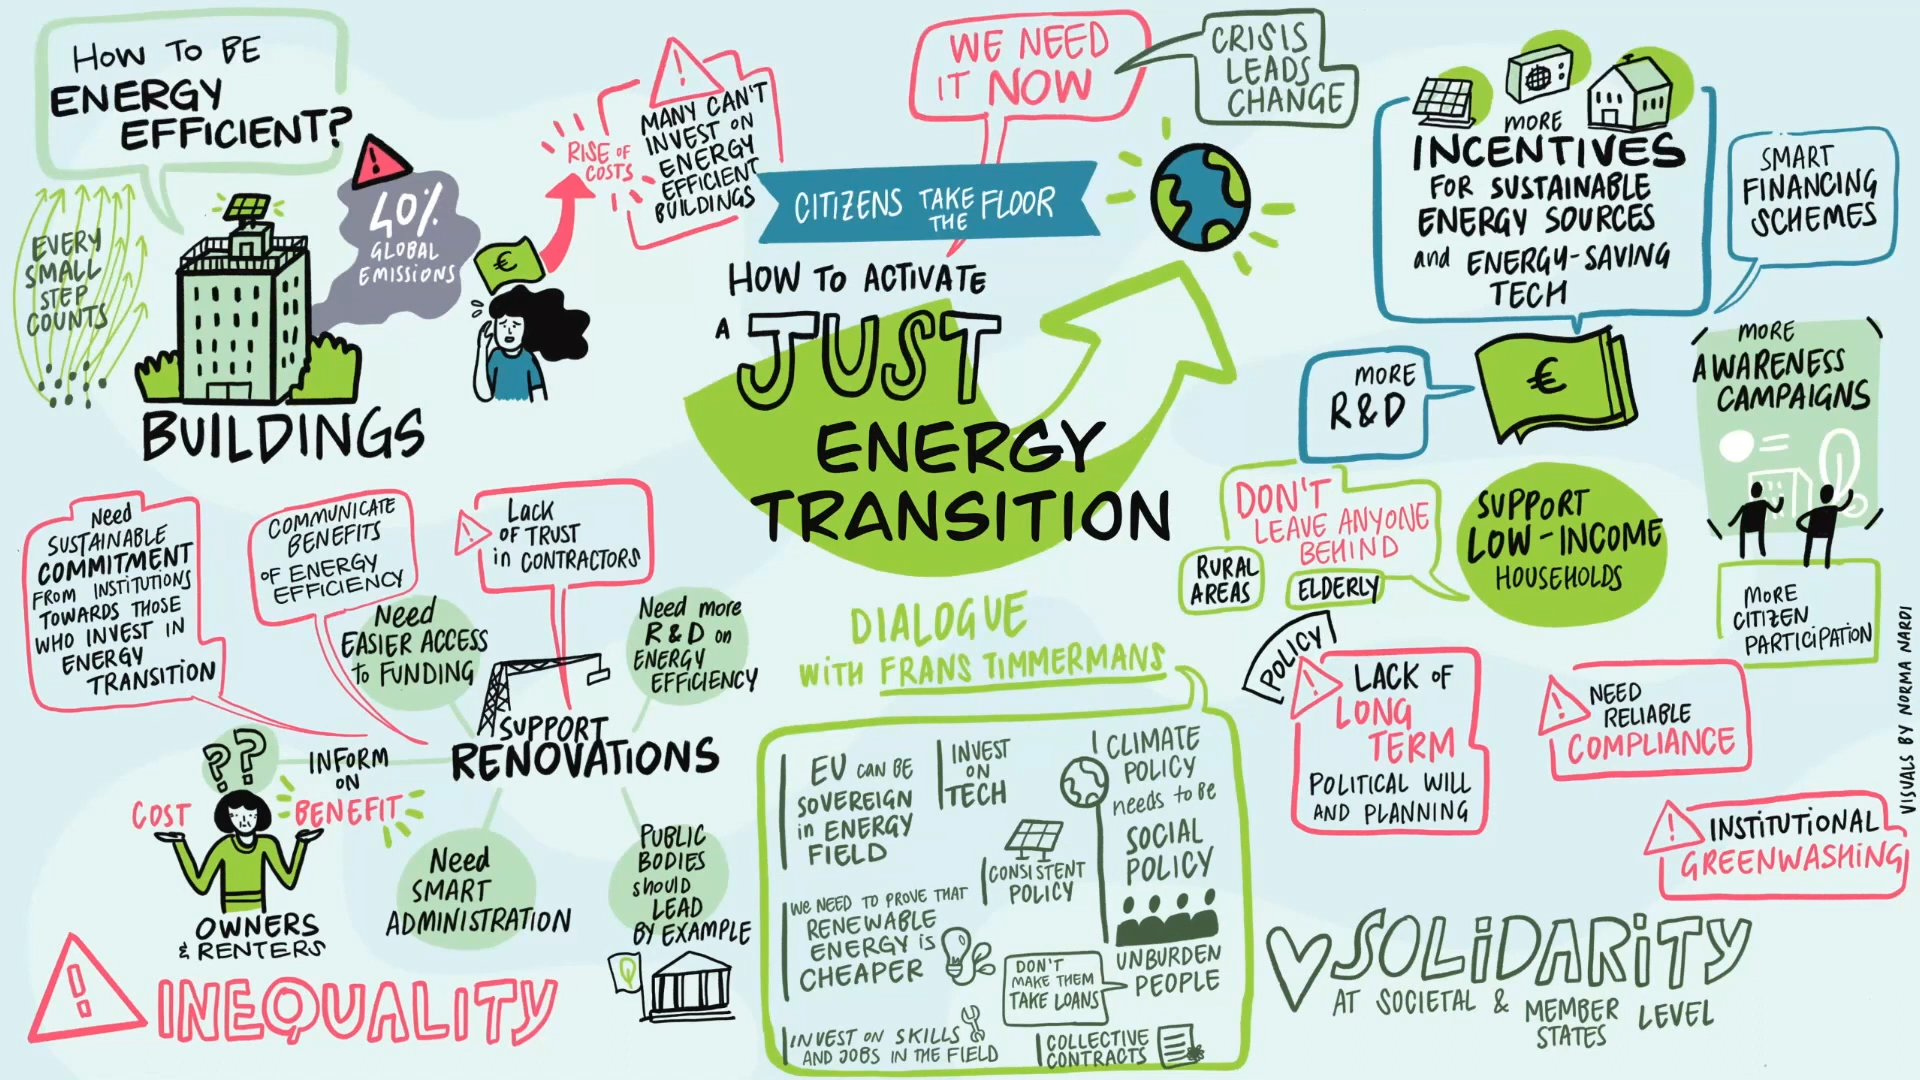 HOW TO BE
ENERGY
EFFICIENT?
EVERY
SMALL
STEP
COUNTS
40%
GLOBAL
EMISSIONS
BUILDINGS
€
RISE OF
COSTS
MANY CAN'T
INVEST ON
ENERGY
EFFICIENT
BUILDINGS
WE NEED
IT NOW
CRISIS
LEADS
CHANGE
CITIZENS TAKE
THE FLOOR
HOW TO ACTIVATE
A JUST
ENERGY
TRANSITION
MORE
INCENTIVES
FOR SUSTAINABLE
ENERGY SOURCES
and ENERGY-SAVING
TECH
SMART
FINANCING
SCHEMES
MORE
R&D
€
MORE
AWARENESS
CAMPAIGNS
MORE
CITIZEN
PARTICIPATION
DON'T
LEAVE ANYONE
BEHIND
RURAL
AREAS
ELDERLY
SUPPORT
LOW-INCOME
HOUSEHOLDS
POLICY
LACK OF
LONG
TERM
POLITICAL WILL
AND PLANNING
NEED
RELIABLE
COMPLIANCE
INSTITUTIONAL
GREENWASHING
SOLIDARITY
AT SOCIETAL & MEMBER STATES LEVEL
Need
SUSTAINABLE
COMMITMENT
FROM INSTITUTIONS
TOWARDS THOSE
WHO INVEST IN
ENERGY
TRANSITION
COMMUNICATE
BENEFITS
OF ENERGY
EFFICIENCY
Lack
OF TRUST
in CONTRACTORS
Need
EASIER ACCESS
to FUNDING
Need more
R&D on
ENERGY
EFFICIENCY
SUPPORT
RENOVATIONS
??
INFORM
ON
COST
BENEFIT
OWNERS
& RENTERS
Need
SMART
ADMINISTRATION
PUBLIC
BODIES
should
LEAD
BY EXAMPLE
INEQUALITY
DIALOGUE
WITH FRANS TIMMERMANS
EU CAN BE
SOVEREIGN
in ENERGY
FIELD
INVEST
ON
TECH
CLIMATE
POLICY
needs to be
SOCIAL
POLICY
CONSISTENT
POLICY
WE NEED TO PROVE THAT
RENEWABLE
ENERGY is
CHEAPER
UNBURDEN
PEOPLE
DON'T
MAKE THEM
TAKE LOANS
INVEST ON SKILLS
AND JOBS IN THE FIELD
COLLECTIVE
CONTRACTS
VISUALS BY NORMA NARDI